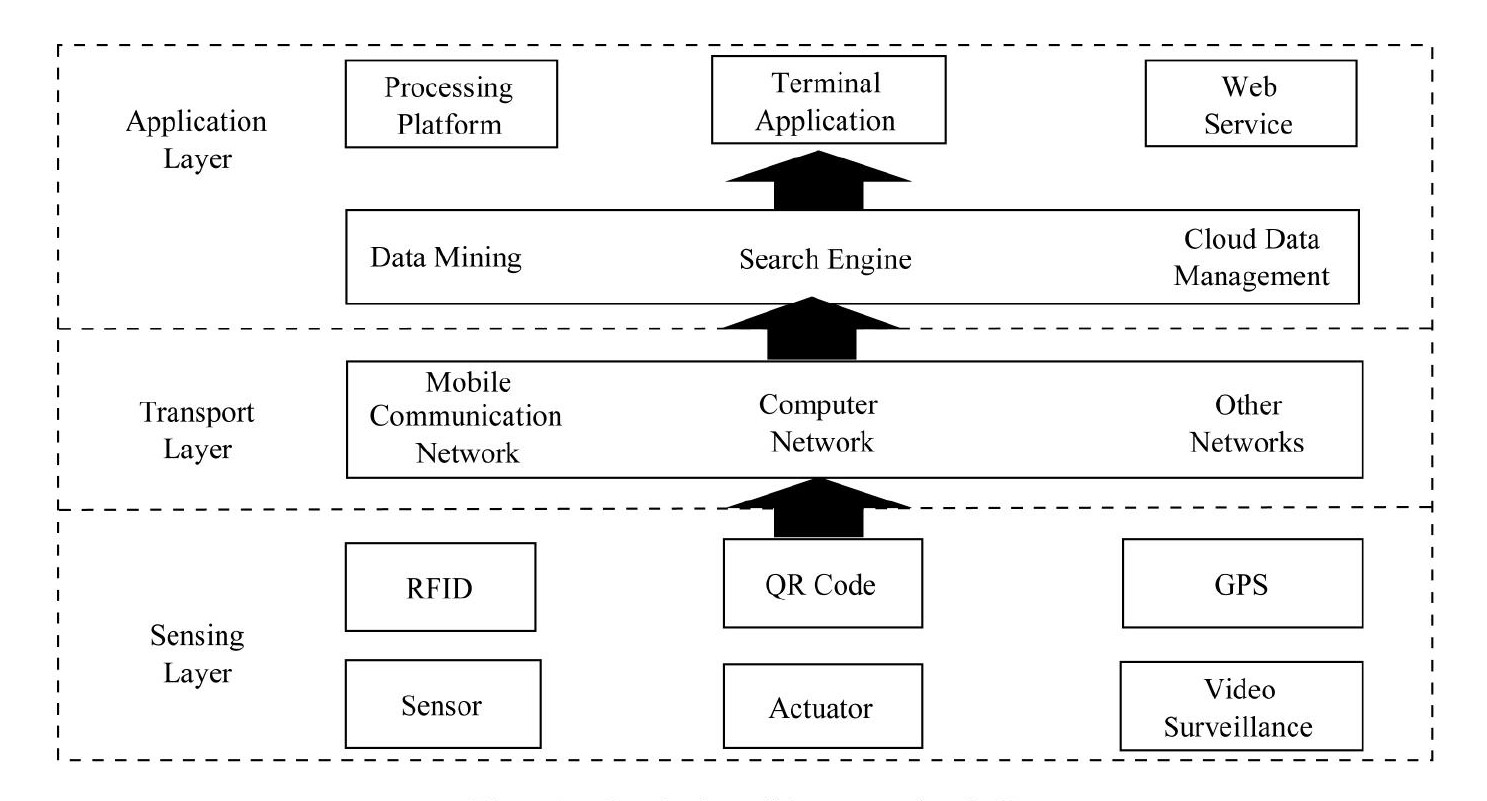 Application
Layer
Processing
Platform
Terminal
Application
Web
Service
Data Mining
Search Engine
Cloud Data
Management
Transport
Layer
Mobile
Communication
Network
Computer
Network
Other
Networks
Sensing
Layer
RFID
QR Code
GPS
Sensor
Actuator
Video
Surveillance